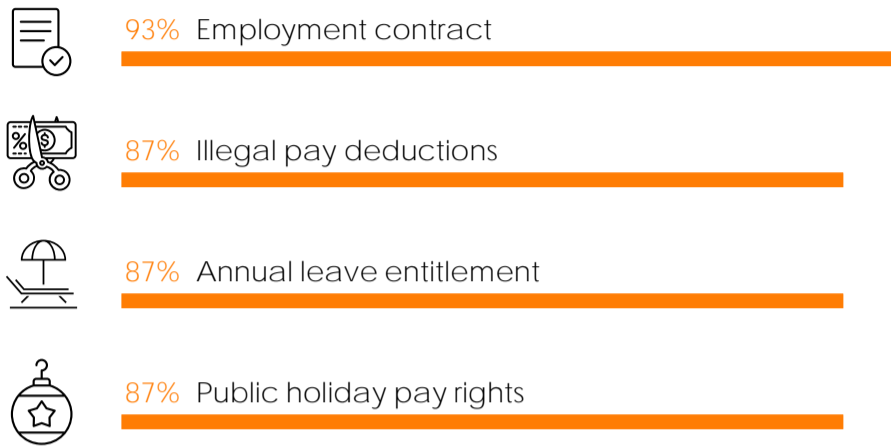 93% Employment contract
% $
87% Illegal pay deductions
87% Annual leave entitlement
87% Public holiday pay rights